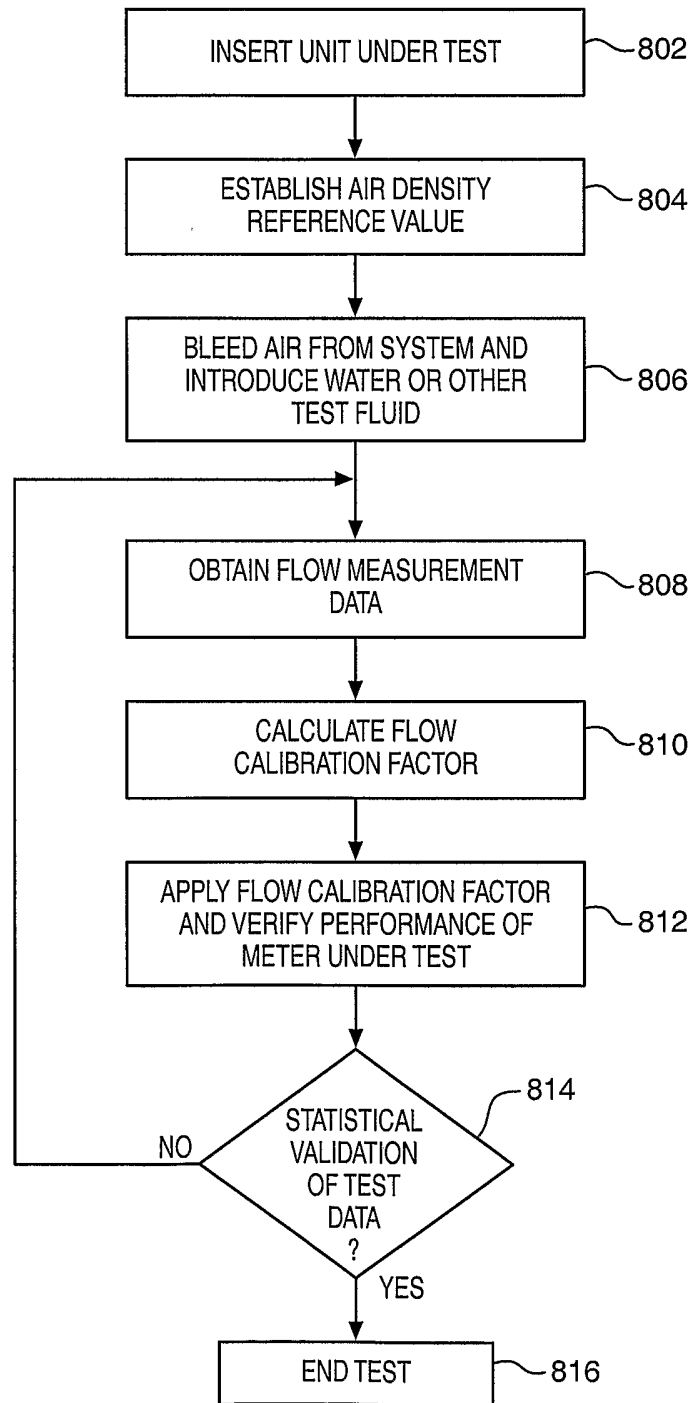 INSERT UNIT UNDER TEST
802
ESTABLISH AIR DENSITY
REFERENCE VALUE
804
BLEED AIR FROM SYSTEM AND
INTRODUCE WATER OR OTHER
TEST FLUID
806
OBTAIN FLOW MEASUREMENT
DATA
808
CALCULATE FLOW
CALIBRATION FACTOR
810
APPLY FLOW CALIBRATION FACTOR
AND VERIFY PERFORMANCE OF
METER UNDER TEST
812
814
STATISTICAL
VALIDATION
OF TEST
DATA
?
NO
YES
END TEST
816